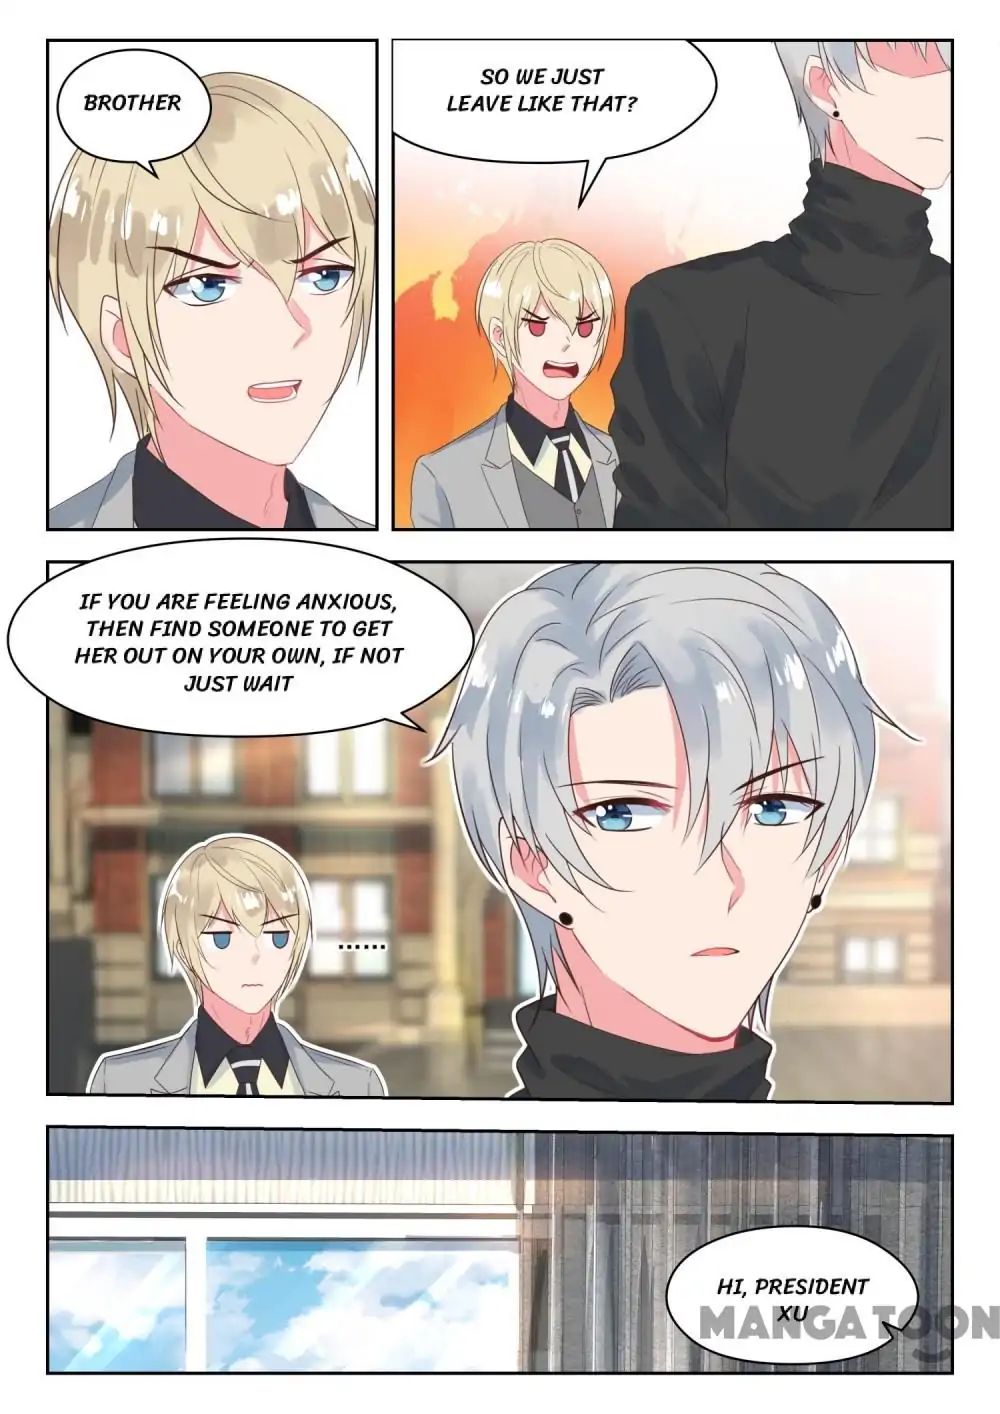 BROTHER
SO WE JUST
LEAVE LIKE THAT?
IF YOU ARE FEELING ANXIOUS,
THEN FIND SOMEONE TO GET
HER OUT ON YOUR OWN, IF NOT
JUST WAIT
......
HI, PRESIDENT
XU
MANGATOON